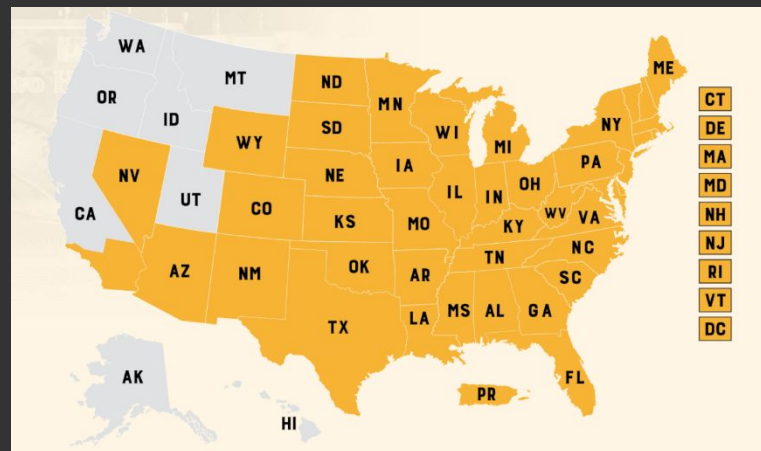 WA
MT
ND
MN
ME
OR
ID
SD
WI
MI
NY
CT
DE
MA
MD
NH
NJ
RI
VT
DC
WY
NV
UT
CA
CO
NE
IA
IL
IN
OH
PA
KS
MO
KY
WV
VA
AZ
NM
OK
AR
TN
NC
SC
TX
LA
MS
AL
GA
AK
HI
PR
FL